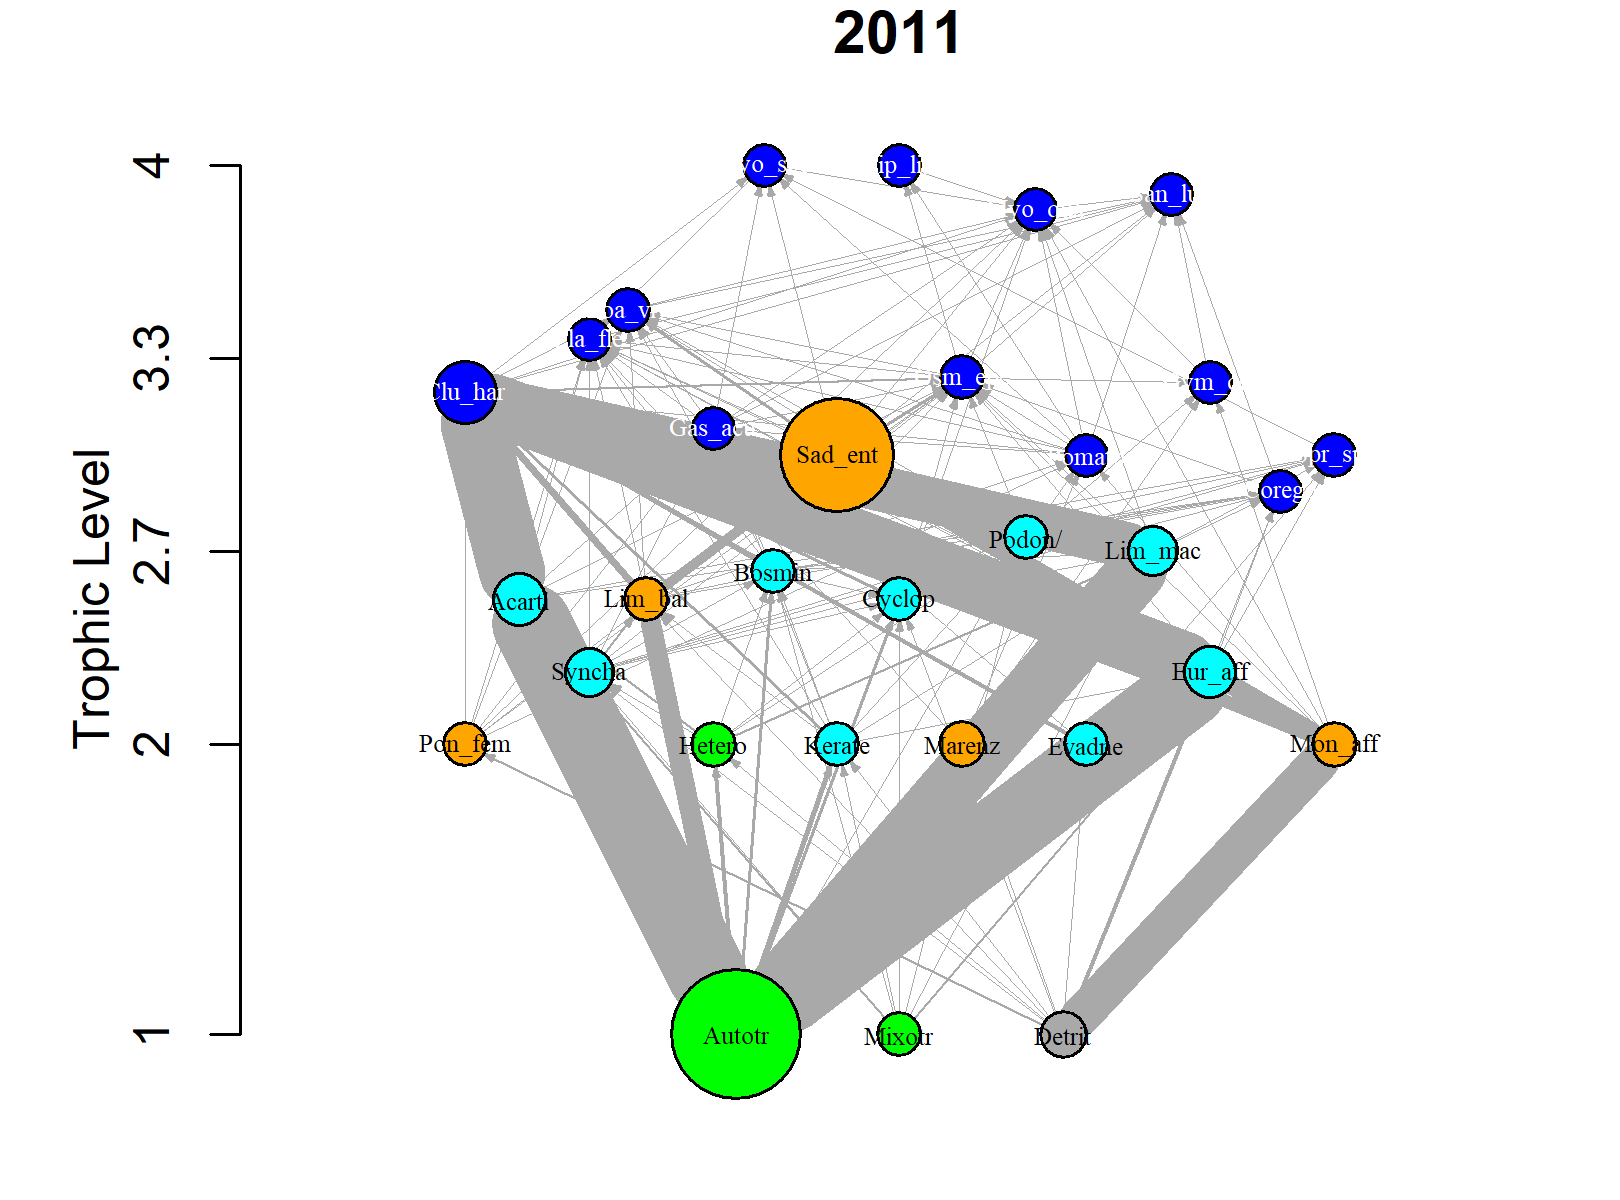 2011
Trophic Level
4
3.3
2.7
2
1
Clu_har
Gas_acu
Sad_ent
Podon/
Lim_mac
Acarti
Lim_bal
Bosmin
Cyclop
Syncha
Eur_aff
Pon_fem
Hetero
Kerate
Marenz
Evadne
Mon_aff
Autotr
Mixotr
Detrit